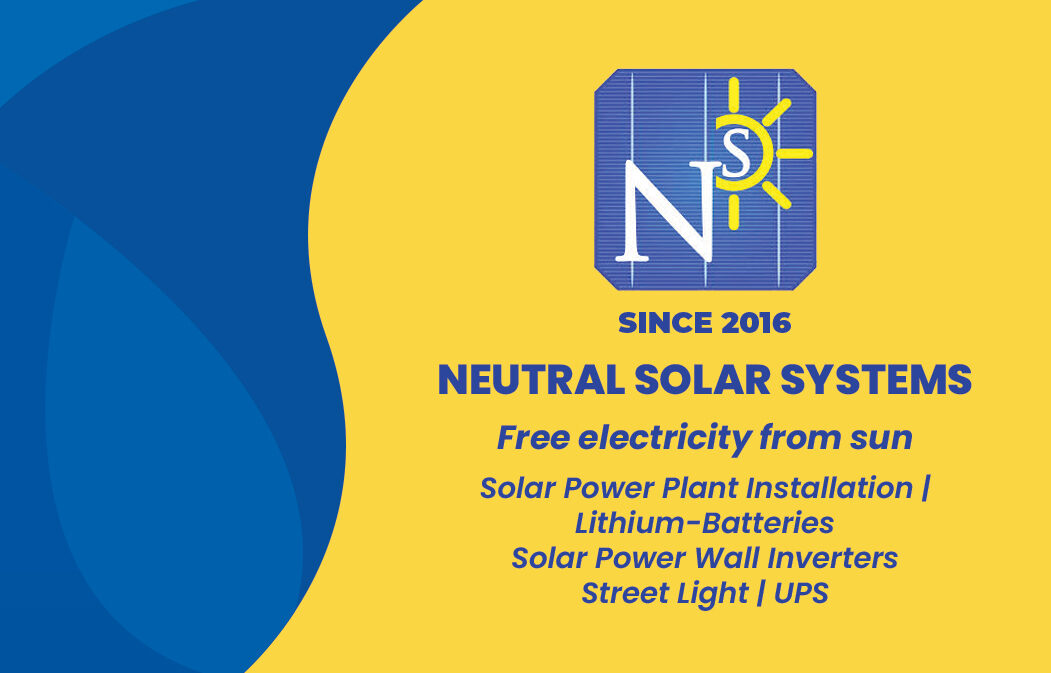 NS
SINCE 2016
NEUTRAL SOLAR SYSTEMS
Free electricity from sun
Solar Power Plant Installation |
Lithium-Batteries
Solar Power Wall Inverters
Street Light | UPS